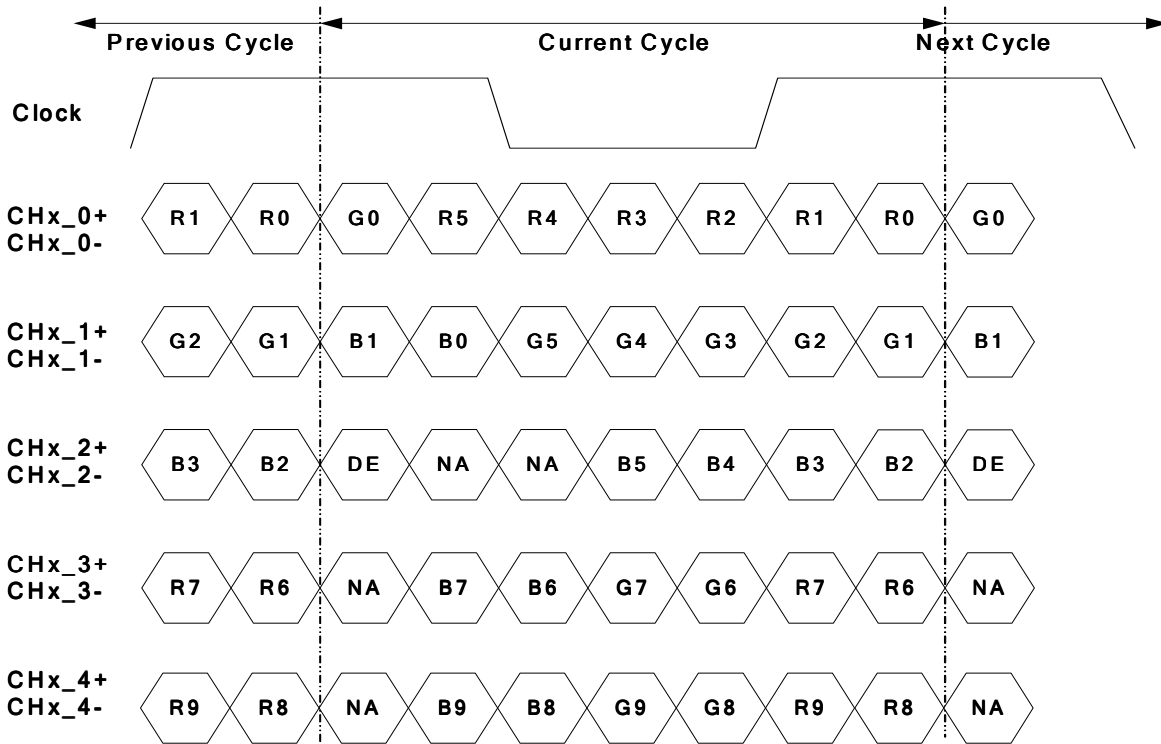 Previous Cycle Current Cycle Next Cycle
Clock
CHx_0+
CHx_0-
R1 R0 G0 R5 R4 R3 R2 R1 R0 G0
CHx_1+
CHx_1-
G2 G1 B1 B0 G5 G4 G3 G2 G1 B1
CHx_2+
CHx_2-
B3 B2 DE NA NA B5 B4 B3 B2 DE
CHx_3+
CHx_3-
R7 R6 NA B7 B6 G7 G6 R7 R6 NA
CHx_4+
CHx_4-
R9 R8 NA B9 B8 G9 G8 R9 R8 NA